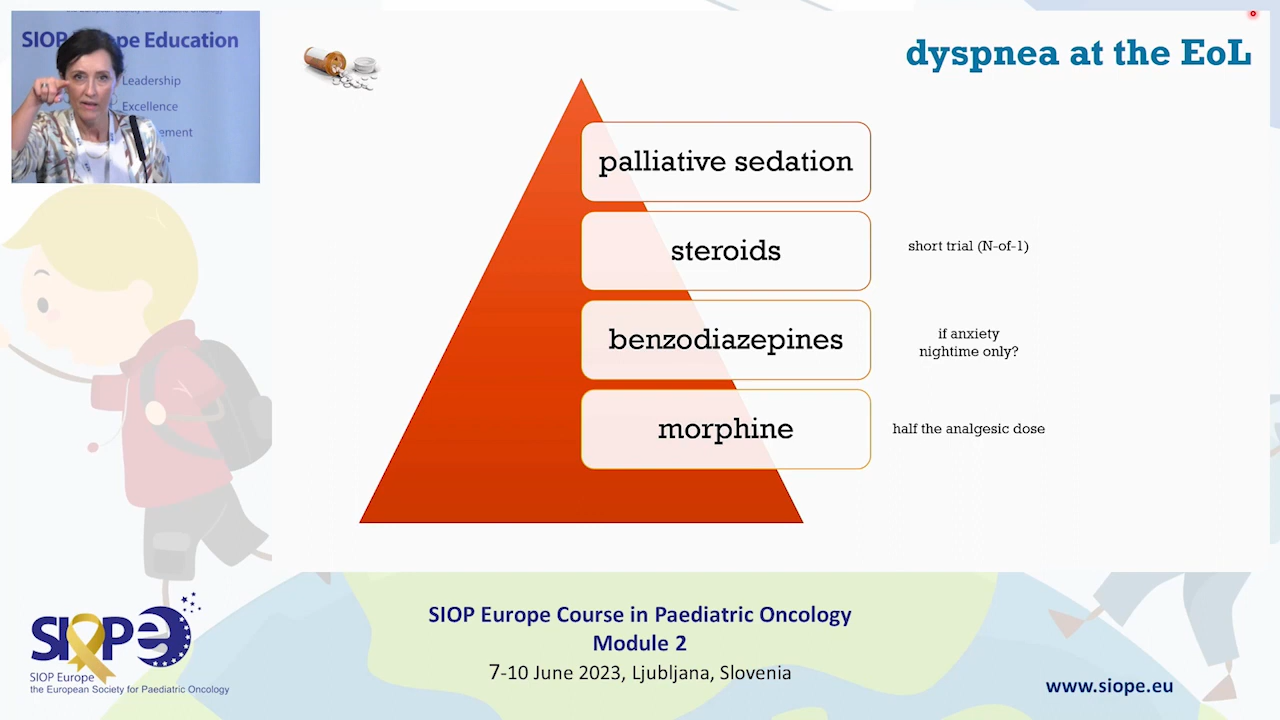 SIOP Europe Education
Leadership
Excellence
dyspnea at the EoL
palliative sedation
steroids
short trial (N-of-1)
benzodiazepines
if anxiety
nightime only?
morphine
half the analgesic dose
SIOPe
SIOP Europe
the European Society for Paediatric Oncology
SIOP Europe Course in Paediatric Oncology
Module 2
7-10 June 2023, Ljubljana, Slovenia
www.siope.eu